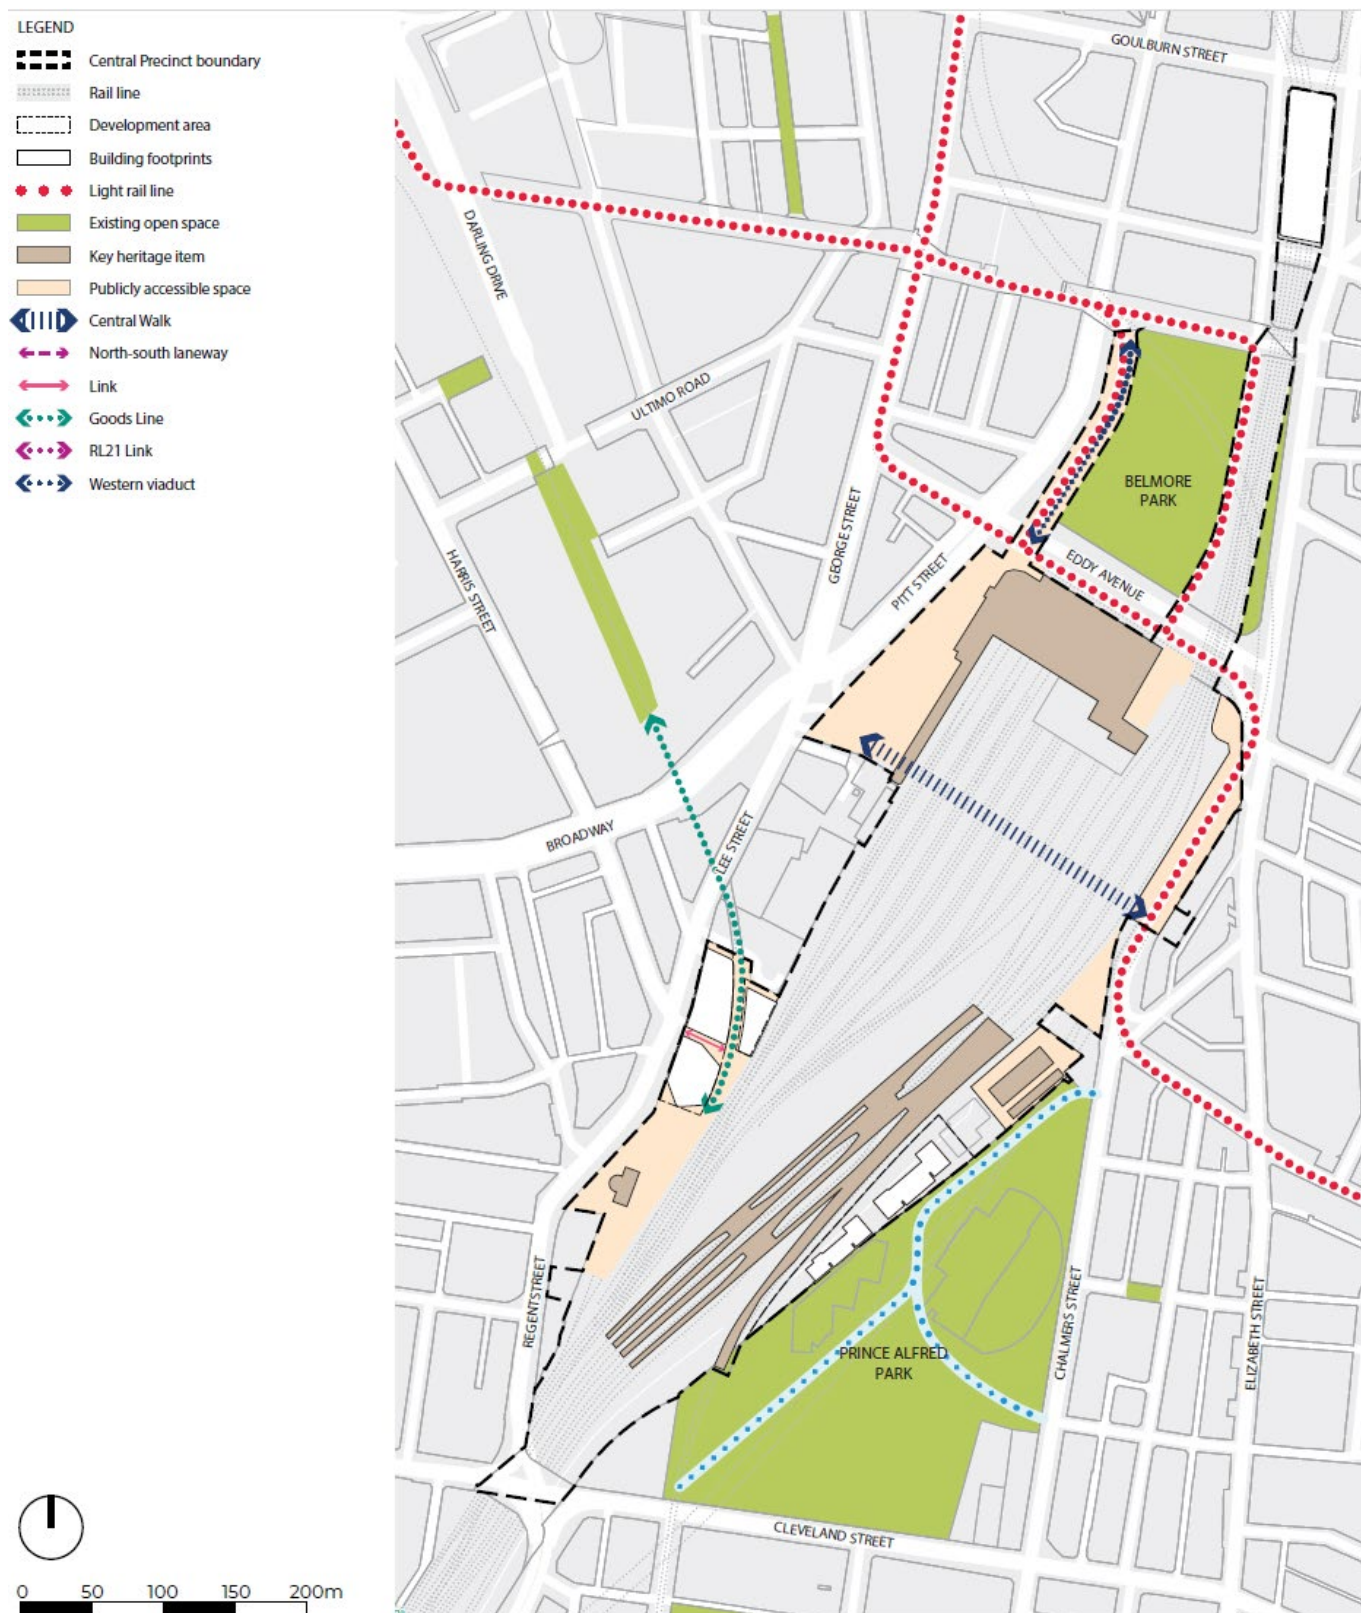 LEGEND
Central Precinct boundary
Rail line
Development area
Building footprints
Light rail line
Existing open space
Key heritage item
Publicly accessible space
Central Walk
North-south laneway
Link
Goods Line
RL21 Link
Western viaduct
0 50 100 150 200m
GOULBURN STREET
DARLING DRIVE
ULTIMO ROAD
BELMORE
PARK
GEORGE STREET
PITT STREET
EDDY AVENUE
HARRIS STREET
BROADWAY
LEE STREET
REGENT STREET
CHALMERS STREET
ELIZABETH STREET
PRINCE ALFRED
PARK
CLEVELAND STREET